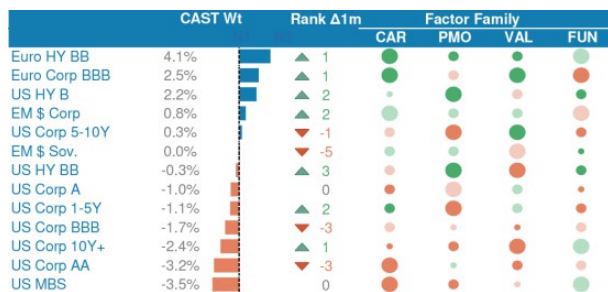 CAST Wt Rank Δ1m Factor Family
CAR PMO VAL FUN
Euro HY BB 4.1% 1
Euro Corp BBB 2.5% 1
US HY B 2.2% 2
EM $ Corp 0.8% 2
US Corp 5-10Y 0.3% -1
EM $ Sov. 0.0% -5
US HY BB -0.3% 3
US Corp A -1.0% 0
US Corp 1-5Y -1.1% 2
US Corp BBB -1.7% -3
US Corp 10Y+ -2.4% 1
US Corp AA -3.2% -3
US MBS -3.5% 0